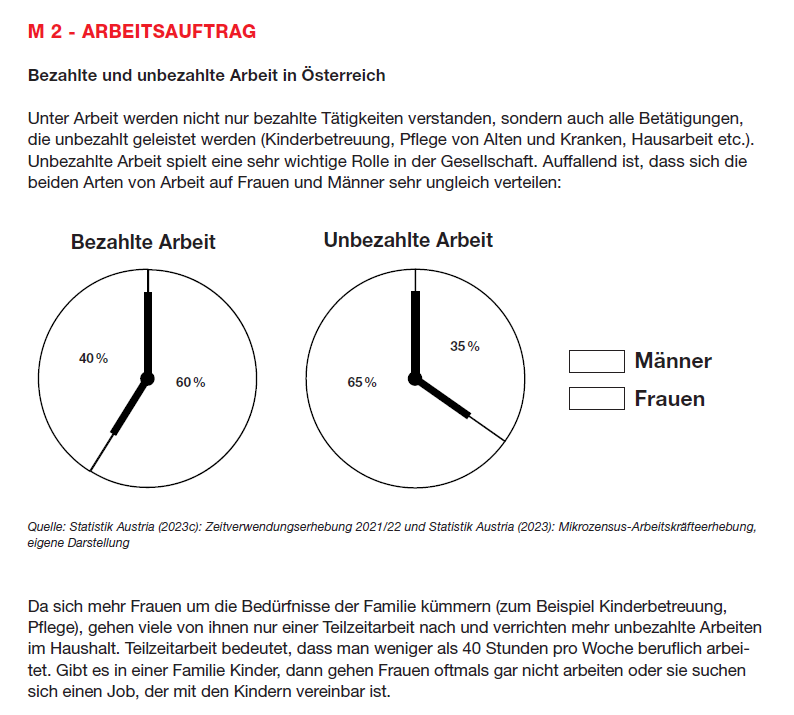 M 2 - ARBEITSAUFTRAG
Bezahlte und unbezahlte Arbeit in Österreich
Unter Arbeit werden nicht nur bezahlte Tätigkeiten verstanden, sondern auch alle Betätigungen,
die unbezahlt geleistet werden (Kinderbetreuung, Pflege von Alten und Kranken, Hausarbeit etc.).
Unbezahlte Arbeit spielt eine sehr wichtige Rolle in der Gesellschaft. Auffallend ist, dass sich die
beiden Arten von Arbeit auf Frauen und Männer sehr ungleich verteilen:
Bezahlte Arbeit
40 %
60 %
Unbezahlte Arbeit
35 %
65 %
Männer
Frauen
Quelle: Statistik Austria (2023c): Zeitverwendungserhebung 2021/22 und Statistik Austria (2023): Mikrozensus-Arbeitskräfteerhebung,
eigene Darstellung
Da sich mehr Frauen um die Bedürfnisse der Familie kümmern (zum Beispiel Kinderbetreuung,
Pflege), gehen viele von ihnen nur einer Teilzeitarbeit nach und verrichten mehr unbezahlte Arbeiten
im Haushalt. Teilzeitarbeit bedeutet, dass man weniger als 40 Stunden pro Woche beruflich arbei-
tet. Gibt es in einer Familie Kinder, dann gehen Frauen oftmals gar nicht arbeiten oder sie suchen
sich einen Job, der mit den Kindern vereinbar ist.